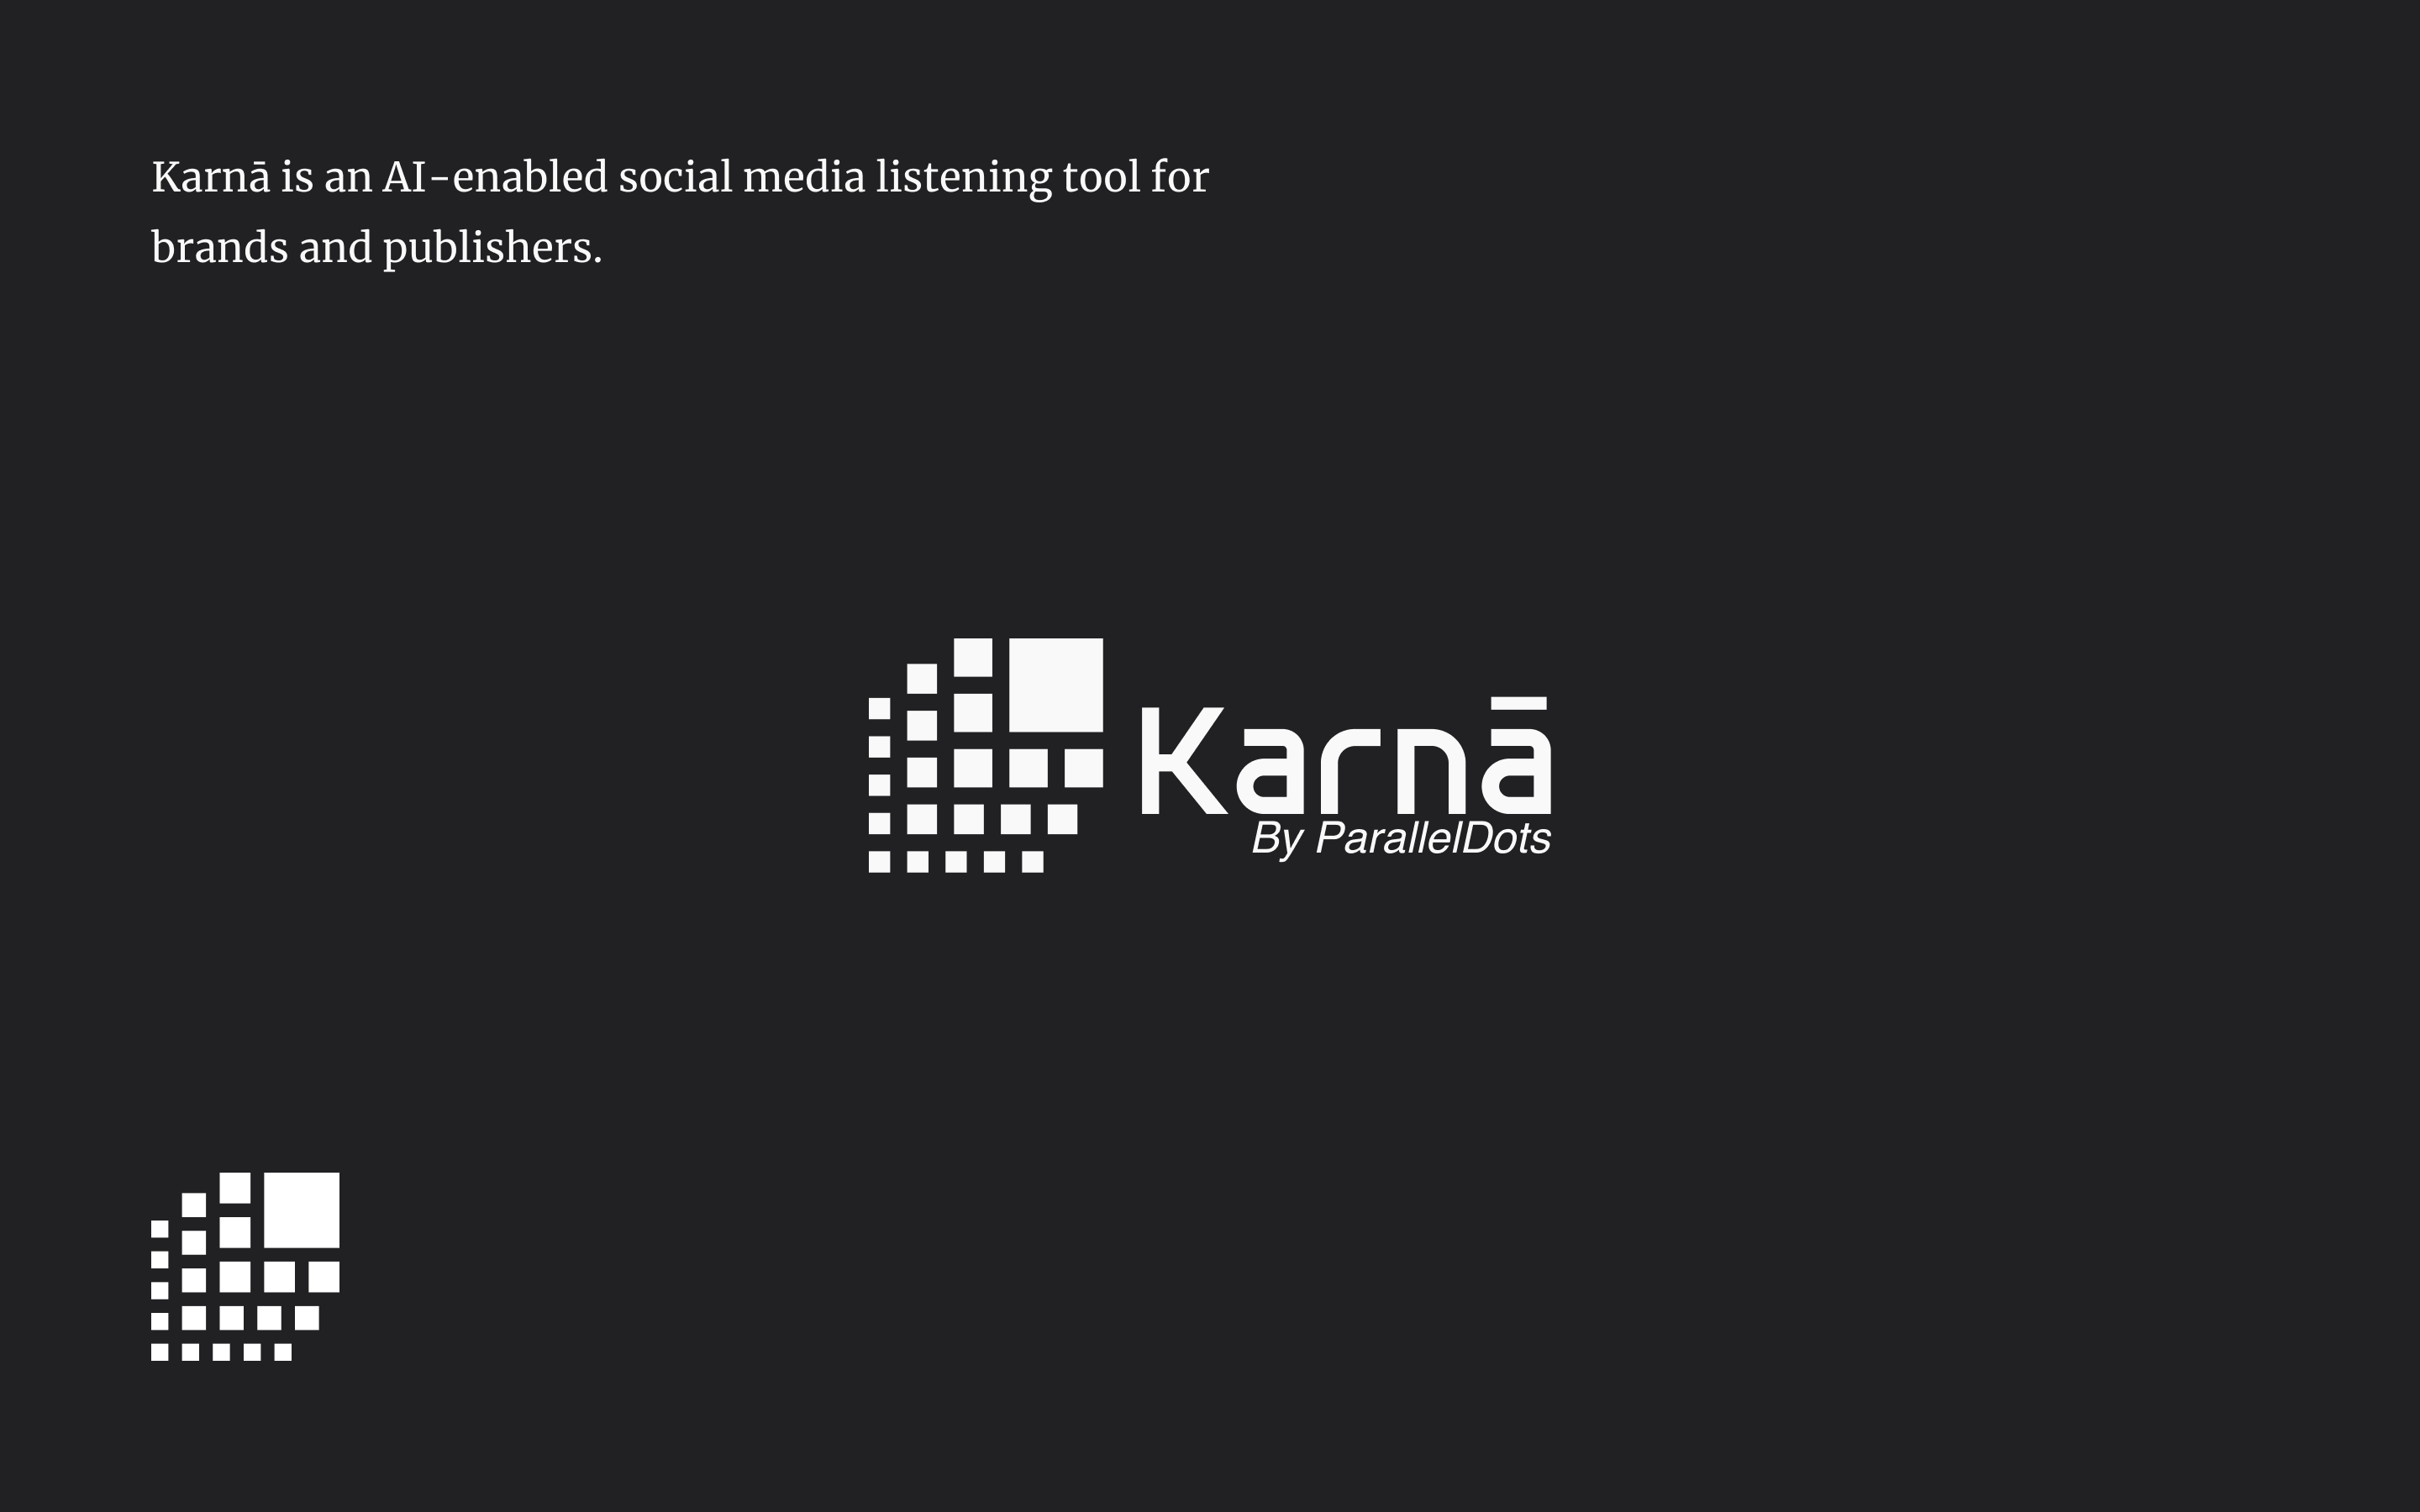 Karnā is an AI-enabled social media listening tool for
brands and publishers.
Karnā
By ParallelDots